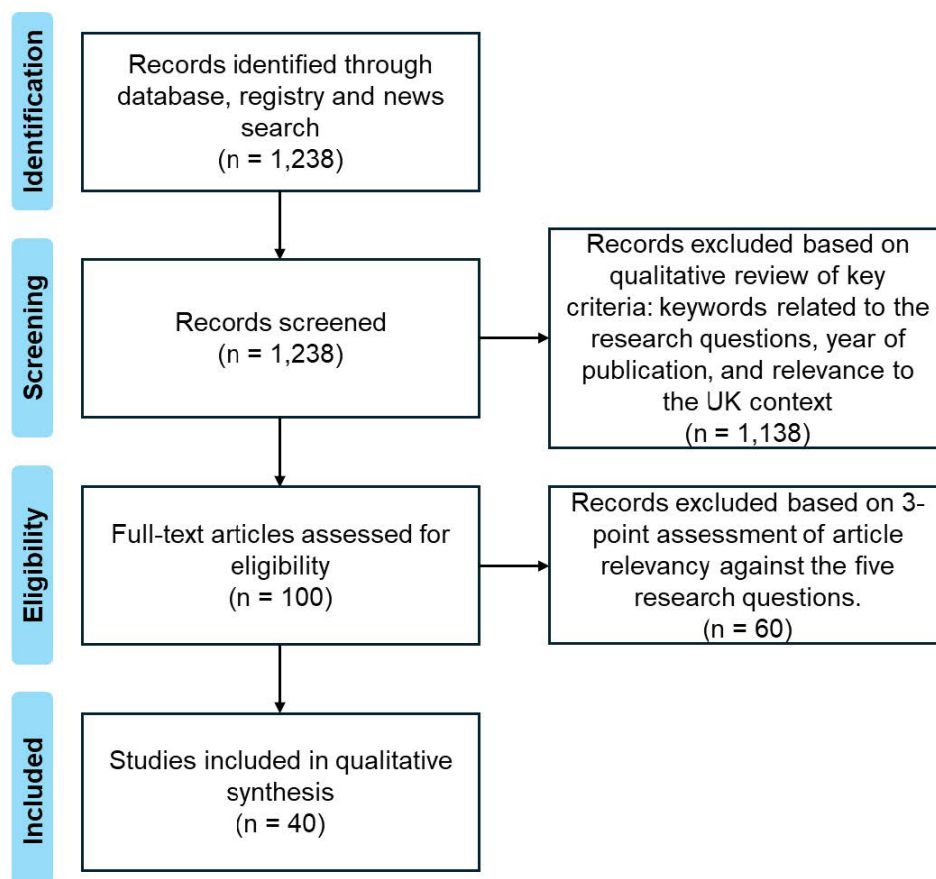 Identification
Records identified through
database, registry and news
search
(n = 1,238)
Screening
Records screened
(n = 1,238)
Records excluded based on
qualitative review of key
criteria: keywords related to the
research questions, year of
publication, and relevance to
the UK context
(n = 1,138)
Eligibility
Full-text articles assessed for
eligibility
(n = 100)
Records excluded based on 3-
point assessment of article
relevancy against the five
research questions.
(n = 60)
Included
Studies included in qualitative
synthesis
(n = 40)